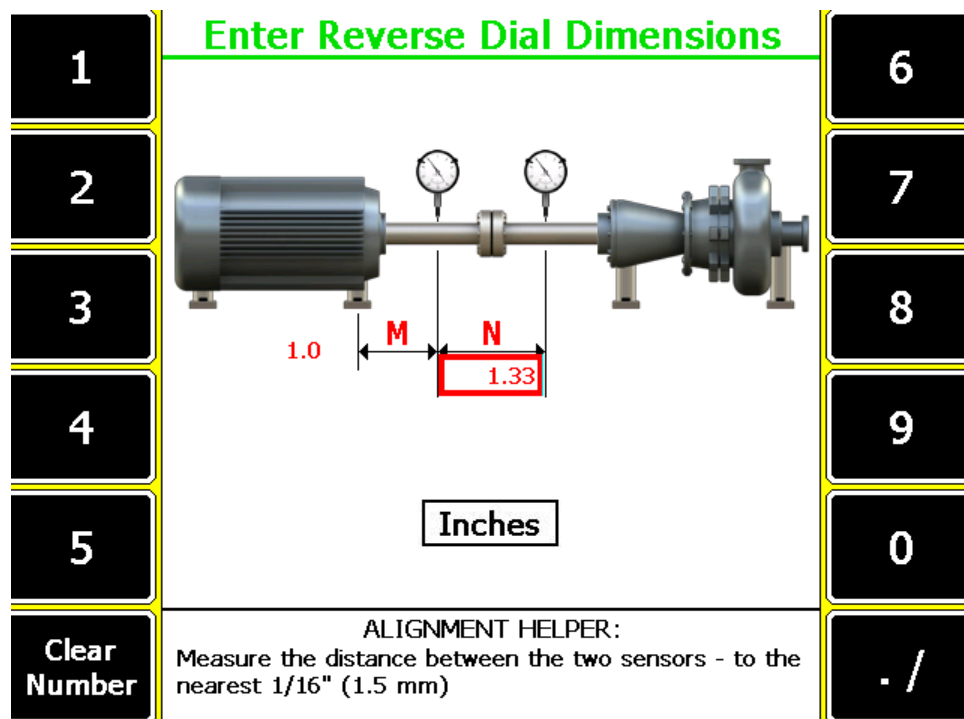 Enter Reverse Dial Dimensions
1
2
3
4
5
Clear
Number
6
7
8
9
0
. /
M
N
1.0
1.33
Inches
ALIGNMENT HELPER:
Measure the distance between the two sensors - to the
nearest 1/16" (1.5 mm)